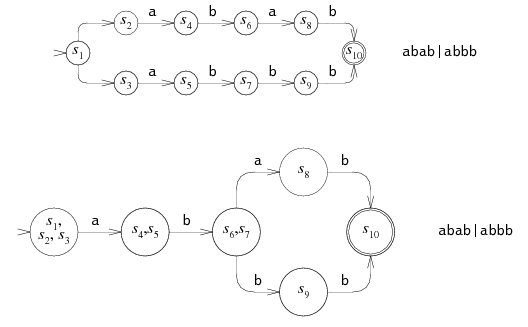 a b a b
s2 s4 s6 s8
s1 s10 abab|abbb
a b b b
s3 s5 s7 s9
a b
s8
a b
s1,
s2, s3 s4,s5 s6,s7 s10 abab|abbb
b b
s9